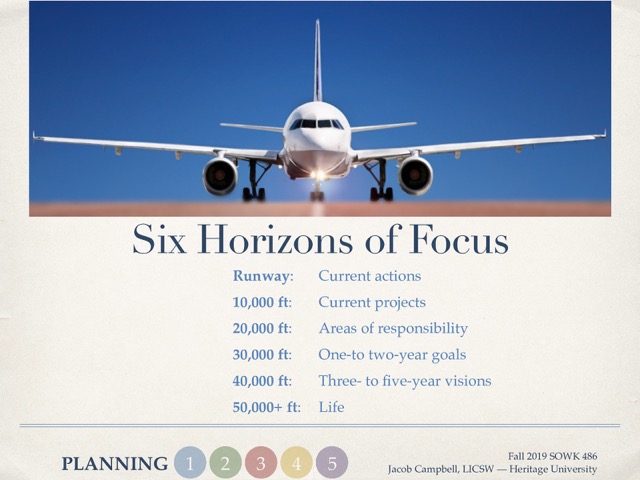 Six Horizons of Focus
Runway: Current actions
10,000 ft: Current projects
20,000 ft: Areas of responsibility
30,000 ft: One-to two-year goals
40,000 ft: Three- to five-year visions
50,000+ ft: Life
PLANNING 1 2 3 4 5
Fall 2019 SOWK 486
Jacob Campbell, LICSW — Heritage University